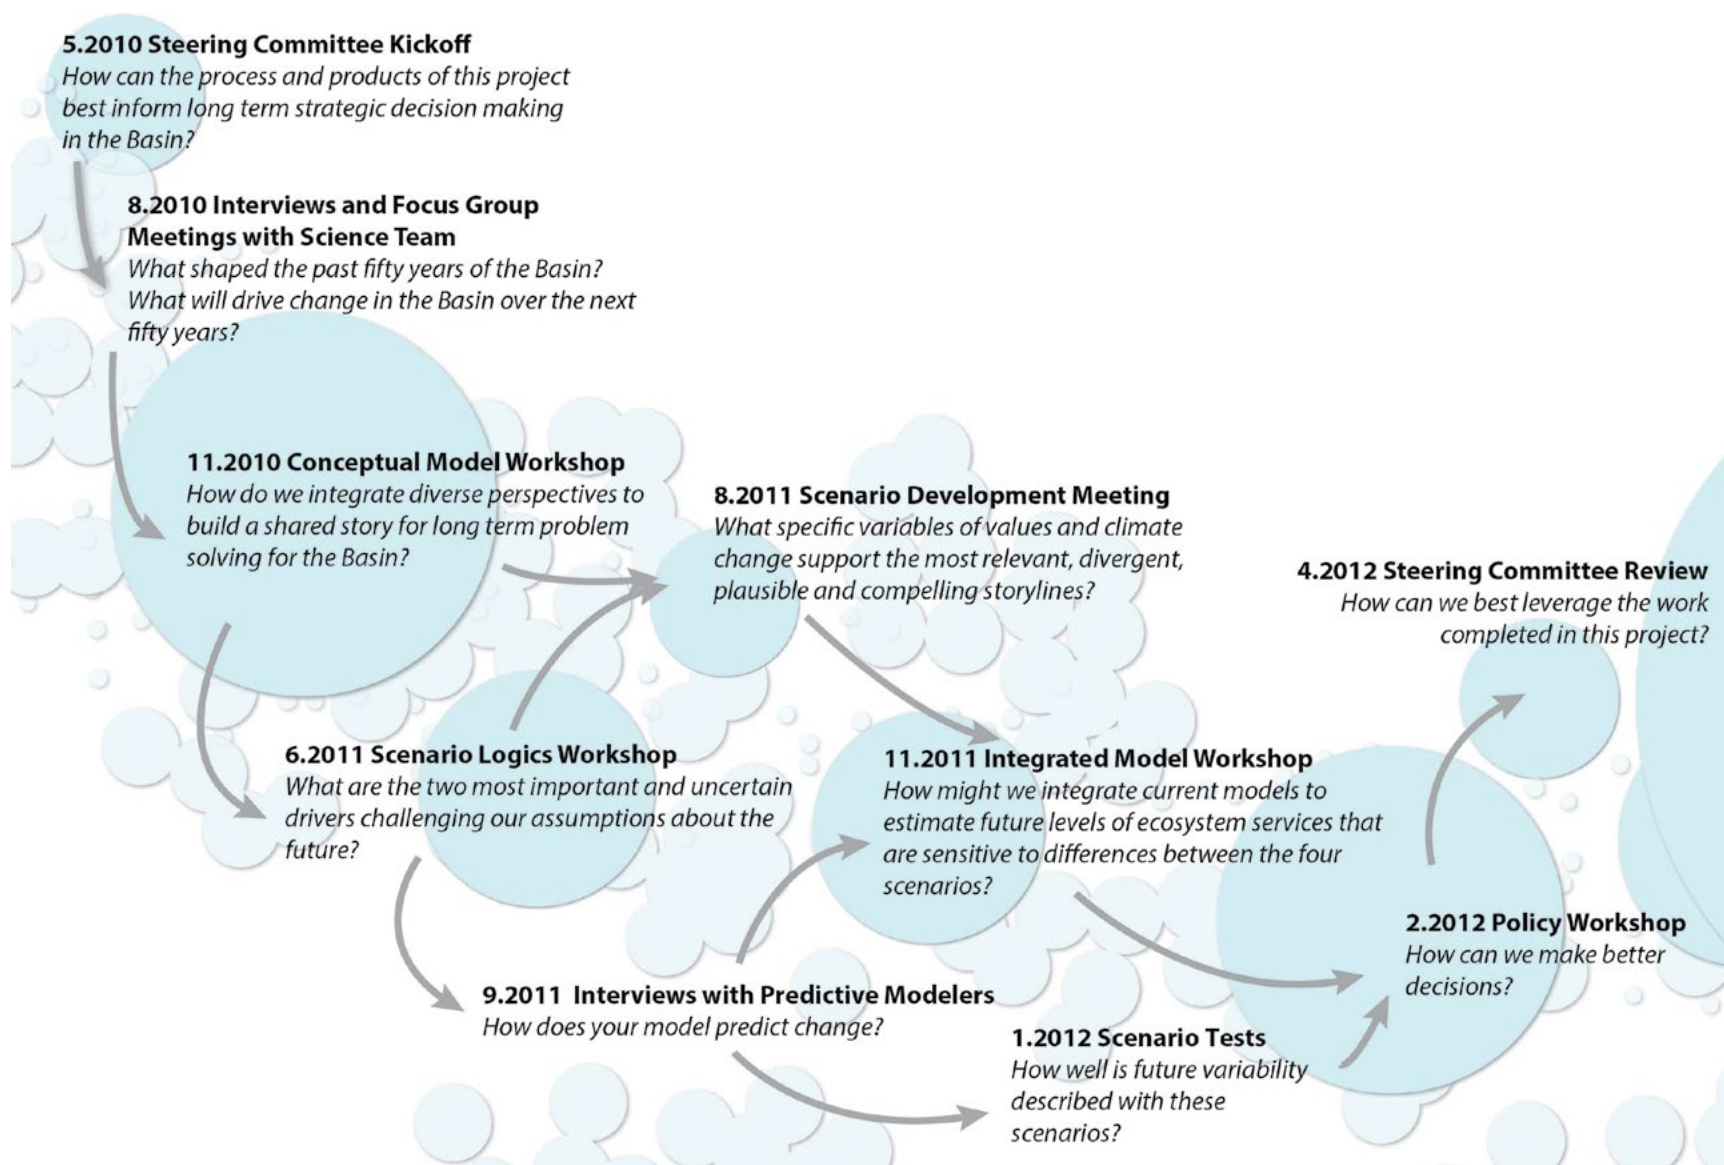 5.2010 Steering Committee Kickoff
How can the process and products of this project
best inform long term strategic decision making
in the Basin?
8.2010 Interviews and Focus Group
Meetings with Science Team
What shaped the past fifty years of the Basin?
What will drive change in the Basin over the next
fifty years?
11.2010 Conceptual Model Workshop
How do we integrate diverse perspectives to
build a shared story for long term problem
solving for the Basin?
8.2011 Scenario Development Meeting
What specific variables of values and climate
change support the most relevant, divergent,
plausible and compelling storylines?
4.2012 Steering Committee Review
How can we best leverage the work
completed in this project?
6.2011 Scenario Logics Workshop
What are the two most important and uncertain
drivers challenging our assumptions about the
future?
11.2011 Integrated Model Workshop
How might we integrate current models to
estimate future levels of ecosystem services that
are sensitive to differences between the four
scenarios?
2.2012 Policy Workshop
How can we make better
decisions?
9.2011 Interviews with Predictive Modelers
How does your model predict change?
1.2012 Scenario Tests
How well is future variability
described with these
scenarios?